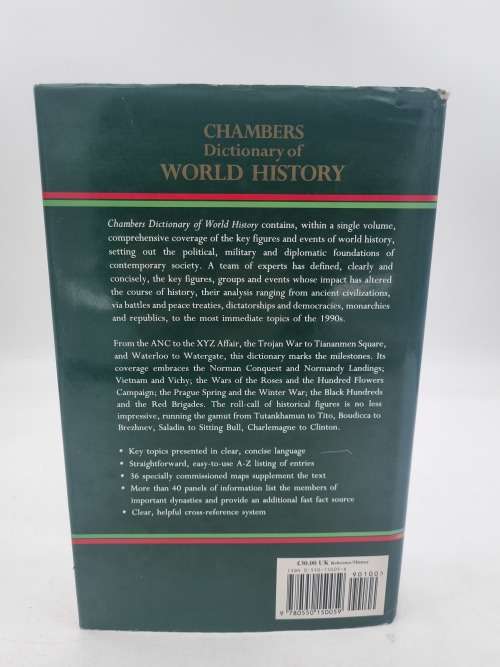 CHAMBERS
Dictionary of
WORLD HISTORY
Chambers Dictionary of World History contains, within a single volume,
comprehensive coverage of the key figures and events of world history,
setting out the political, military and diplomatic foundations of
contemporary society. A team of experts has defined, clearly and
concisely, the key figures, groups and events whose impact has altered
the course of history, their analysis ranging from ancient civilizations,
via battles and peace treaties, dictatorships and democracies, monarchies
and republics, to the most immediate topics of the 1990s.
From the ANC to the XYZ Affair, the Trojan War to Tiananmen Square,
and Waterloo to Watergate, this dictionary marks the milestones. Its
coverage embraces the Norman Conquest and Normandy Landings;
Vietnam and Vichy; the Wars of the Roses and the Hundred Flowers
Campaign; the Prague Spring and the Winter War; the Black Hundreds
and the Red Brigades. The roll-call of historical figures is no less
impressive, running the gamut from Tutankhamun to Tito, Boudicca to
Brezhnev, Saladin to Sitting Bull, Charlemagne to Clinton.
• Key topics presented in clear, concise language
• Straightforward, easy-to-use A-Z listing of entries
• 36 specially commissioned maps supplement the text
• More than 40 panels of information list the members of
important dynasties and provide an additional fast fact source
• Clear, helpful cross-reference system
£30.00 UK Reference/History
ISBN 0-550-15005-8
901003
9 780550 150059